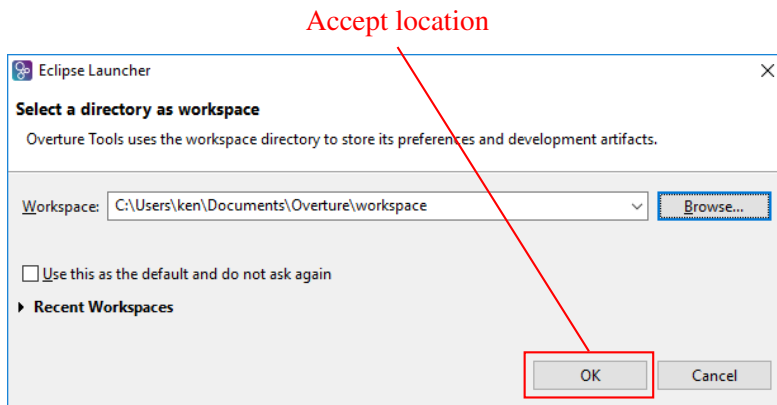 Accept location
Eclipse Launcher
Select a directory as workspace
Overture Tools uses the workspace directory to store its preferences and development artifacts.
Workspace: C:\Users\ken\Documents\Overture\workspace Browse...
Use this as the default and do not ask again
Recent Workspaces
OK Cancel